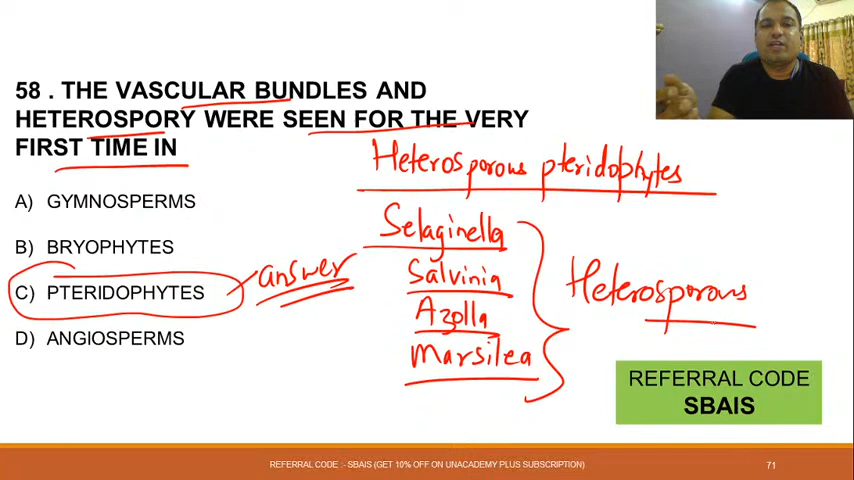 58 . THE VASCULAR BUNDLES AND
HETEROSPORY WERE SEEN FOR THE VERY
FIRST TIME IN
A) GYMNOSPERMS
B) BRYOPHYTES
C) PTERIDOPHYTES
D) ANGIOSPERMS
answer
Heterosporous pteridophytes
Selaginella
Salvinia
Azolla
Marsilea
Heterosporous
REFERRAL CODE
SBAIS
REFERRAL CODE :- SBAIS (GET 10% OFF ON UNACADEMY PLUS SUBSCRIPTION)
71